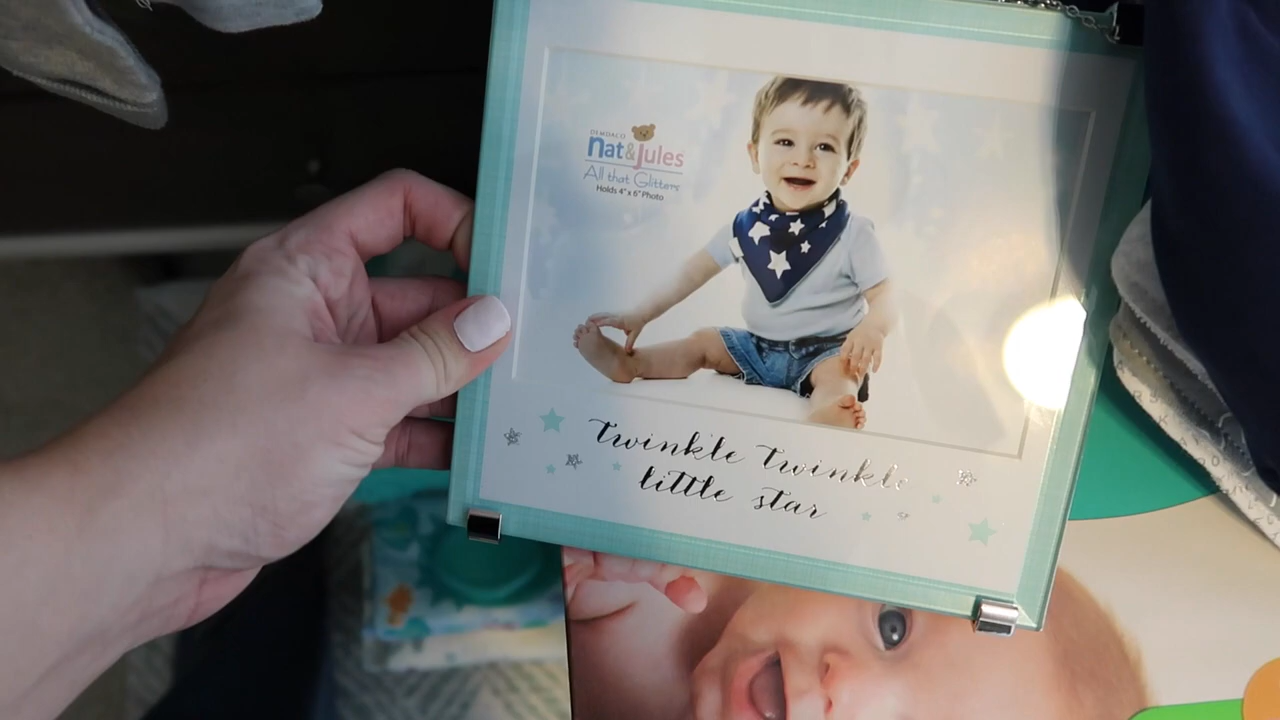 DEMDACO
nat&Jules
All that Glitters
Holds 4" x 6" Photo
twinkle twinkle
little star